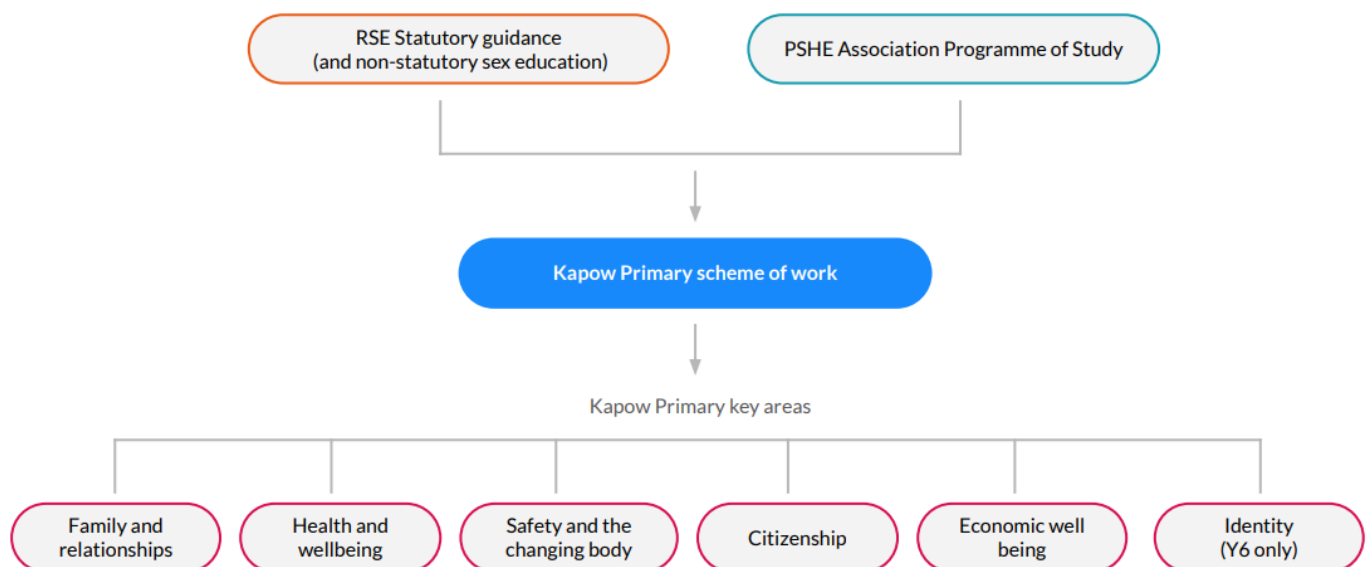 RSE Statutory guidance
(and non-statutory sex education)
PSHE Association Programme of Study
Kapow Primary scheme of work
Kapow Primary key areas
Family and
relationships
Health and
wellbeing
Safety and the
changing body
Citizenship
Economic well
being
Identity
(Y6 only)